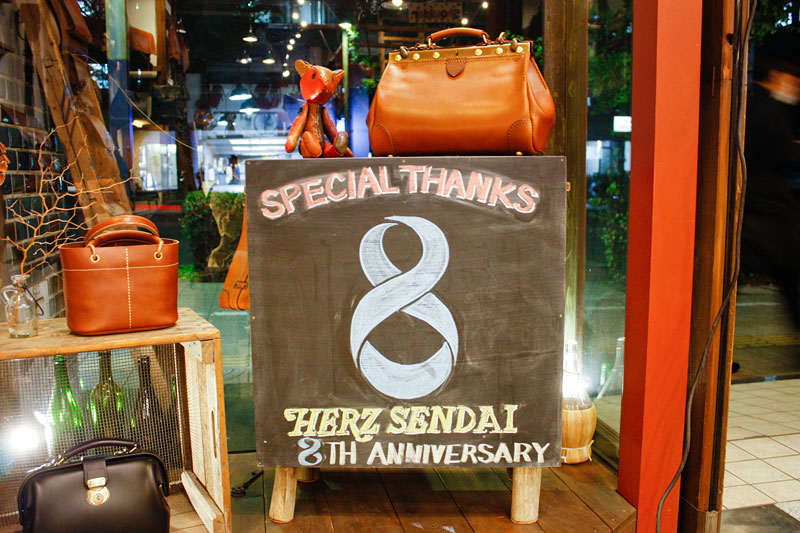 SPECIAL THANKS
8
HERZ SENDAI
8TH ANNIVERSARY